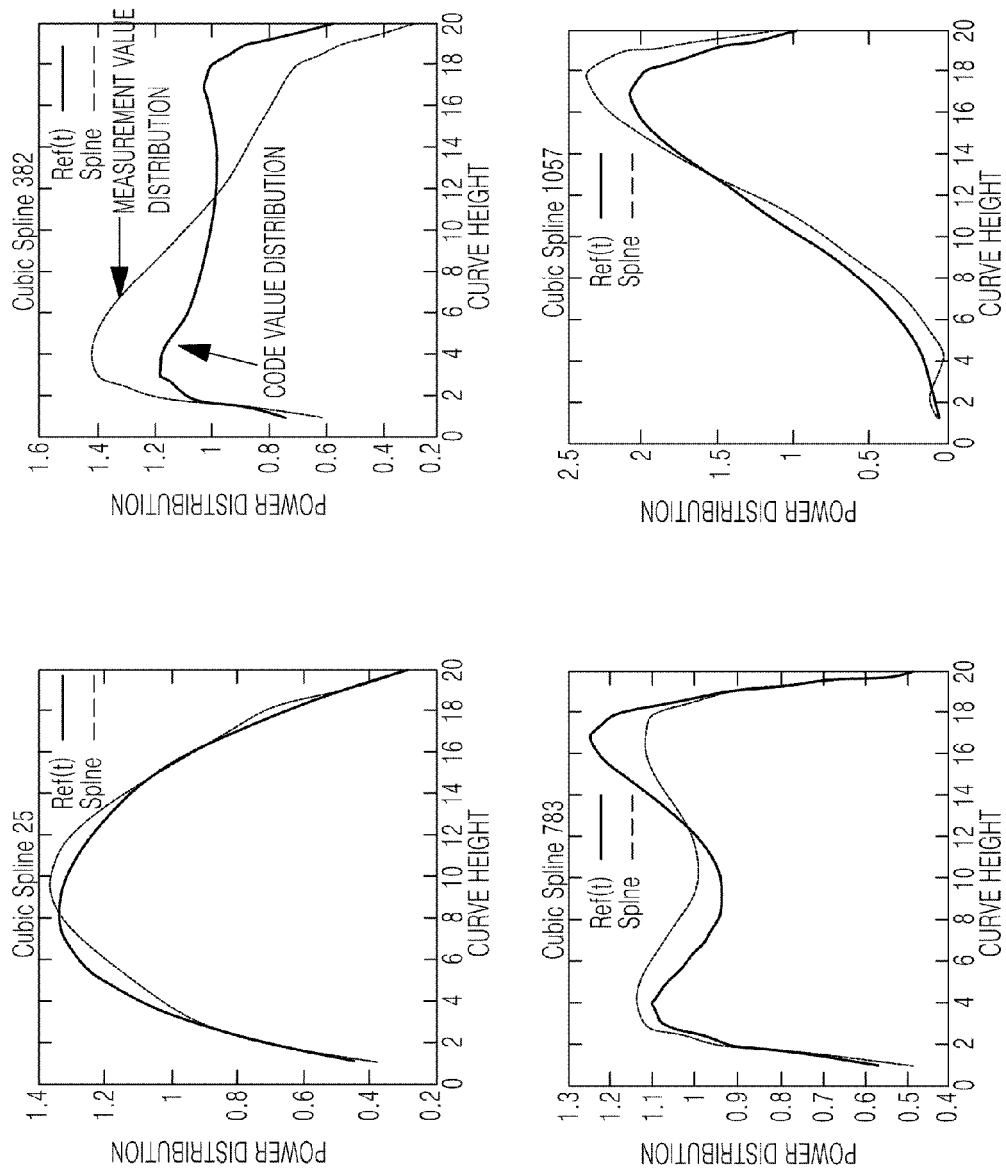 Cubic Spline 25
1.4
1.2
1
0.8
0.6
0.4
0.2
POWER DISTRIBUTION
Ref(t)
Splne
0 2 4 6 8 10 12 14 16 18 20
CURVE HEIGHT
Cubic Spline 382
1.6
1.4
1.2
1
0.8
0.6
0.4
0.2
POWER DISTRIBUTION
Ref(t)
Splne
MEASUREMENT VALUE
DISTRIBUTION
CODE VALUE DISTRIBUTION
0 2 4 6 8 10 12 14 16 18 20
CURVE HEIGHT
Cubic Spline 783
1.3
1.2
1.1
1
0.9
0.8
0.7
0.6
0.5
0.4
POWER DISTRIBUTION
Ref(t)
Splne
0 2 4 6 8 10 12 14 16 18 20
CURVE HEIGHT
Cubic Spline 1057
2.5
2
1.5
1
0.5
0
POWER DISTRIBUTION
Ref(t)
Splne
0 2 4 6 8 10 12 14 16 18 20
CURVE HEIGHT